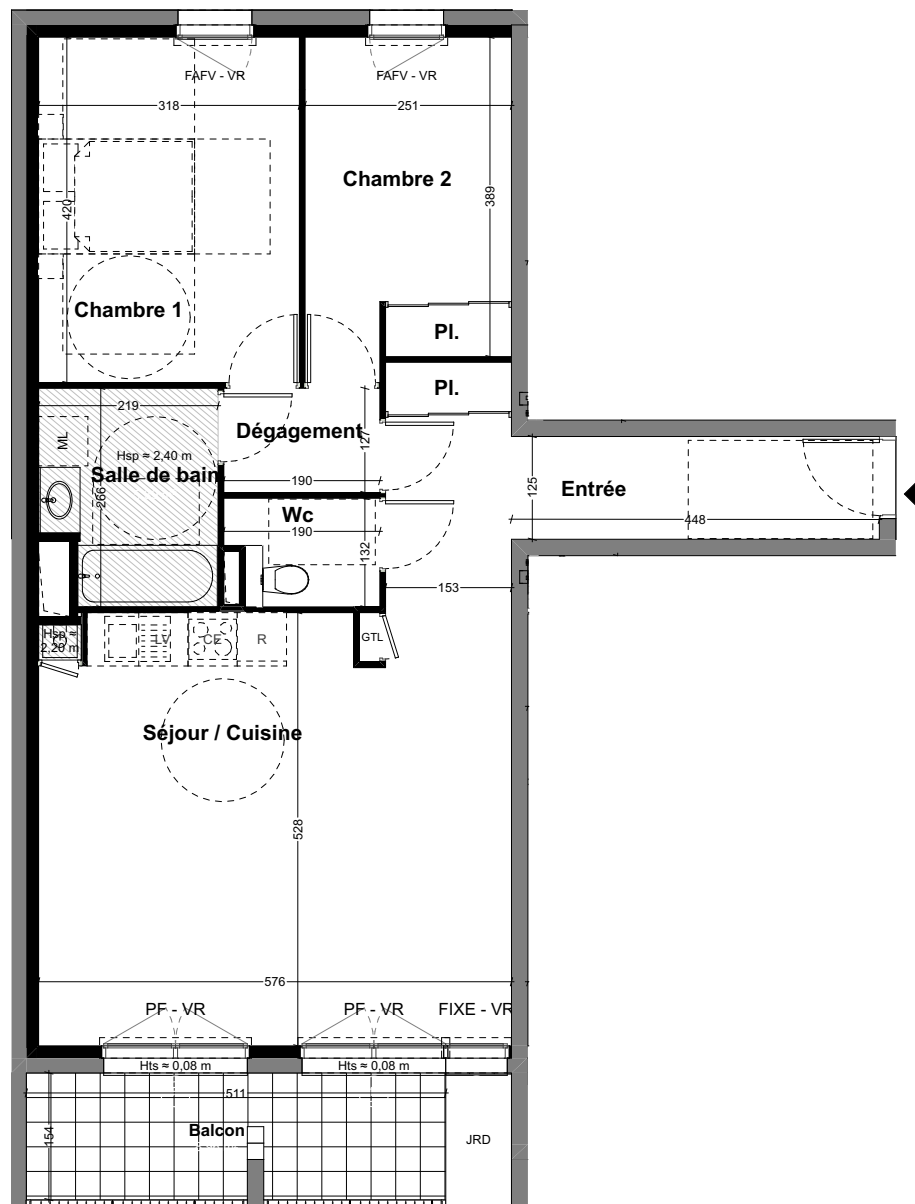 FAFV - VR
FAFV - VR
318
251
Chambre 2
389
420
Chambre 1
Pl.
Pl.
219
ML
Hsp ≈ 2,40 m
Salle de bain
266
Dégagement
127
190
125
Entrée
448
Wc
190
132
153
Hsp ≈
2,20 m
LV
CE
R
GTL
Séjour / Cuisine
528
576
PF - VR
PF - VR
FIXE - VR
Hts ≈ 0,08 m
Hts ≈ 0,08 m
511
154
Balcon
JRD